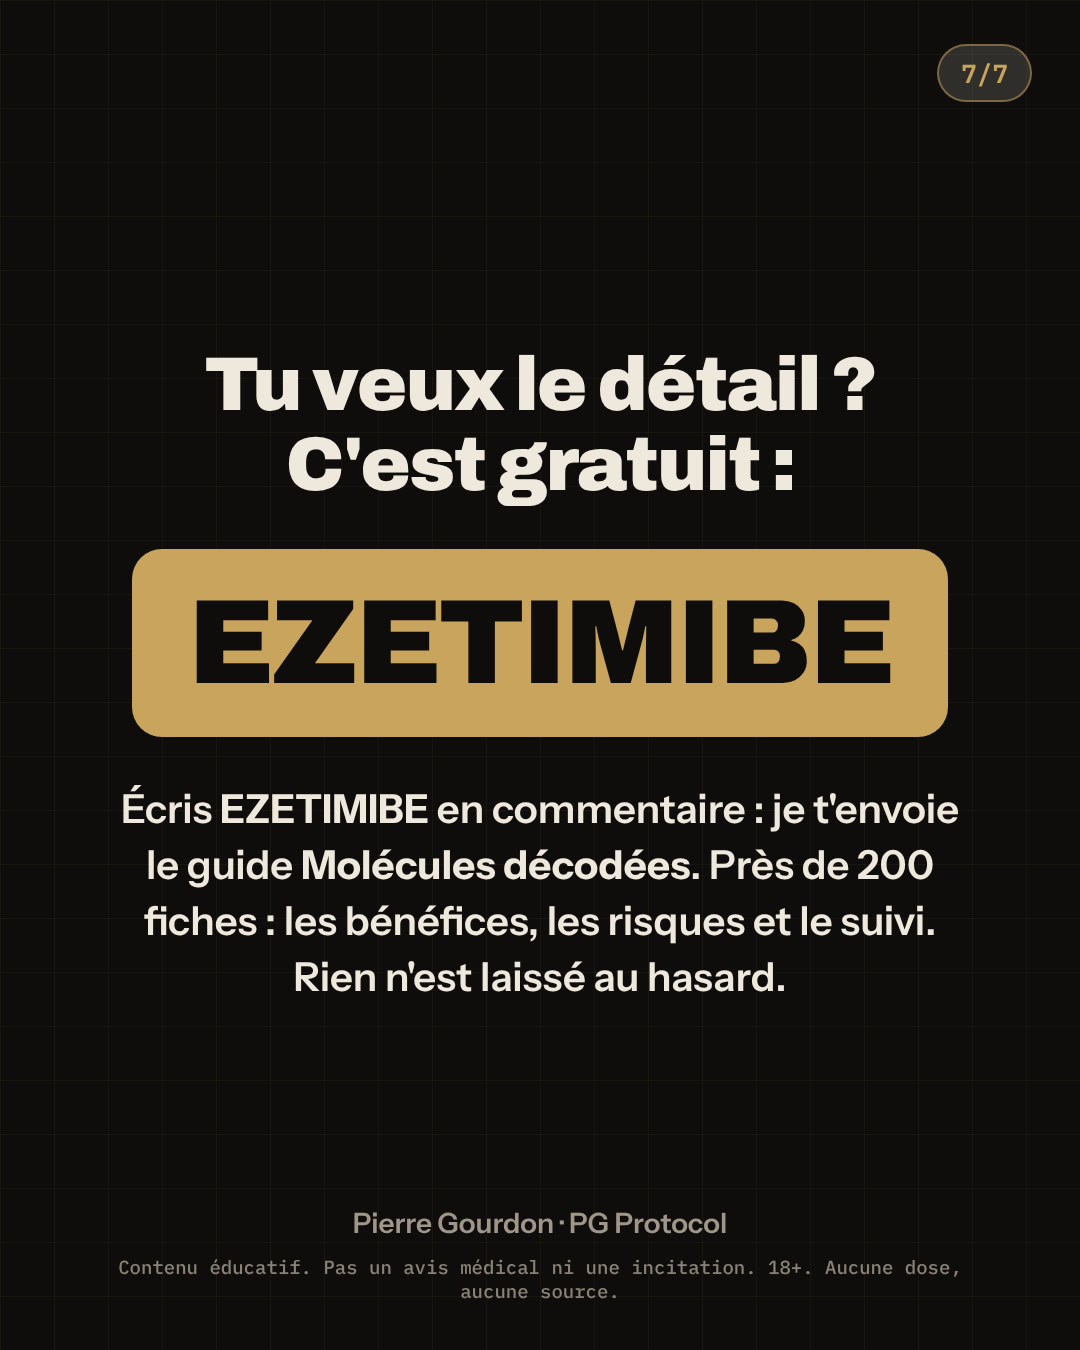 7/7
Tu veux le détail ?
C'est gratuit :
EZETIMIBE
Écris EZETIMIBE en commentaire : je t'envoie
le guide Molécules décodées. Près de 200
fiches : les bénéfices, les risques et le suivi.
Rien n'est laissé au hasard.
Pierre Gourdon · PG Protocol
Contenu éducatif. Pas un avis médical ni une incitation. 18+. Aucune dose,
aucune source.